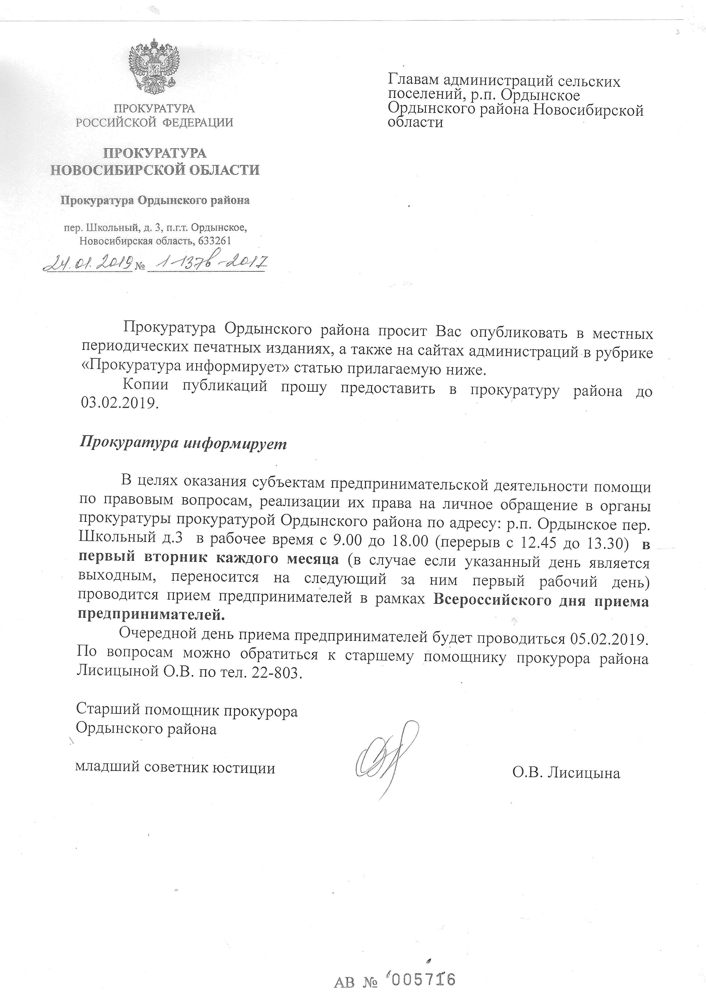 ПРОКУРАТУРА
РОССИЙСКОЙ ФЕДЕРАЦИИ
ПРОКУРАТУРА
НОВОСИБИРСКОЙ ОБЛАСТИ
Прокуратура Ордынского района
пер. Школьный, д. 3, п.г.т. Ордынское,
Новосибирская область, 633261
24.01.2019 № 1-137в-2017
Главам администраций сельских
поселений, р.п. Ордынское
Ордынского района Новосибирской
области
Прокуратура Ордынского района просит Вас опубликовать в местных
периодических печатных изданиях, а также на сайтах администраций в рубрике
«Прокуратура информирует» статью прилагаемую ниже.
Копии публикаций прошу предоставить в прокуратуру района до
03.02.2019.
Прокуратура информирует
В целях оказания субъектам предпринимательской деятельности помощи
по правовым вопросам, реализации их права на личное обращение в органы
прокуратуры прокуратурой Ордынского района по адресу: р.п. Ордынское пер.
Школьный д.3 в рабочее время с 9.00 до 18.00 (перерыв с 12.45 до 13.30) в
первый вторник каждого месяца (в случае если указанный день является
выходным, переносится на следующий за ним первый рабочий день)
проводится прием предпринимателей в рамках Всероссийского дня приема
предпринимателей.
Очередной день приема предпринимателей будет проводиться 05.02.2019.
По вопросам можно обратиться к старшему помощнику прокурора района
Лисицыной О.В. по тел. 22-803.
Старший помощник прокурора
Ордынского района
младший советник юстиции
О.В. Лисицына
АВ № 005716